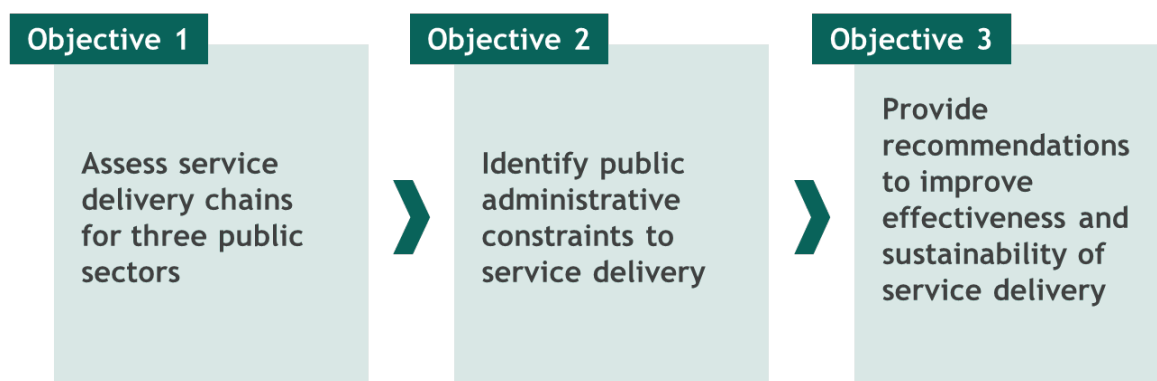 Objective 1
Assess service
delivery chains
for three public
sectors
Objective 2
Identify public
administrative
constraints to
service delivery
Objective 3
Provide
recommendations
to improve
effectiveness and
sustainability of
service delivery